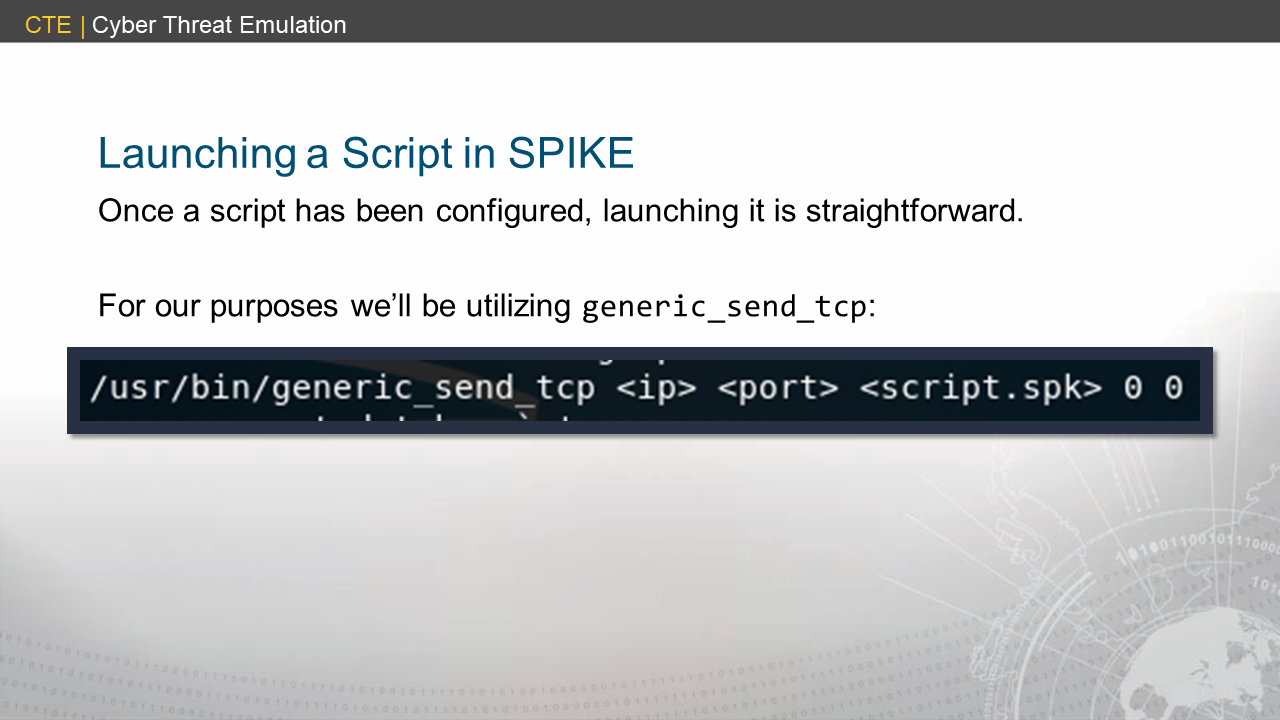 CTE | Cyber Threat Emulation
Launching a Script in SPIKE
Once a script has been configured, launching it is straightforward.
For our purposes we’ll be utilizing generic_send_tcp:
/usr/bin/generic_send_tcp <ip> <port> <script.spk> 0 0